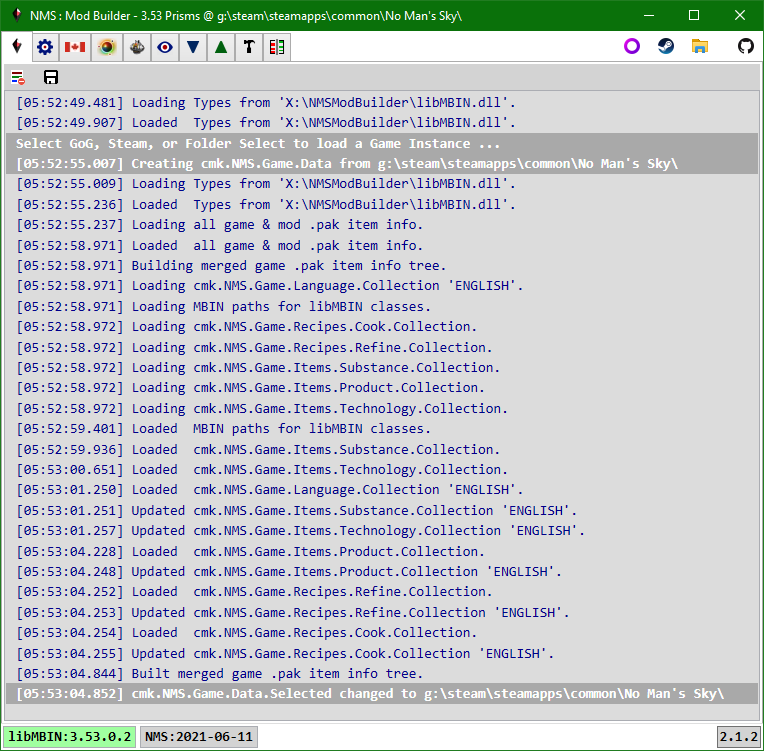 NMS : Mod Builder - 3.53 Prisms @ g:\steam\steamapps\common\No Man's Sky\
[05:52:49.481] Loading Types from 'X:\NMSModBuilder\libMBIN.dll'.
[05:52:49.907] Loaded  Types from 'X:\NMSModBuilder\libMBIN.dll'.
Select GoG, Steam, or Folder Select to load a Game Instance ...
[05:52:55.007] Creating cmk.NMS.Game.Data from g:\steam\steamapps\common\No Man's Sky\
[05:52:55.009] Loading Types from 'X:\NMSModBuilder\libMBIN.dll'.
[05:52:55.236] Loaded  Types from 'X:\NMSModBuilder\libMBIN.dll'.
[05:52:55.237] Loading all game & mod .pak item info.
[05:52:58.971] Loaded  all game & mod .pak item info.
[05:52:58.971] Building merged game .pak item info tree.
[05:52:58.971] Loading cmk.NMS.Game.Language.Collection 'ENGLISH'.
[05:52:58.971] Loading MBIN paths for libMBIN classes.
[05:52:58.972] Loading cmk.NMS.Game.Recipes.Cook.Collection.
[05:52:58.972] Loading cmk.NMS.Game.Recipes.Refine.Collection.
[05:52:58.972] Loading cmk.NMS.Game.Items.Substance.Collection.
[05:52:58.972] Loading cmk.NMS.Game.Items.Product.Collection.
[05:52:58.972] Loading cmk.NMS.Game.Items.Technology.Collection.
[05:52:59.401] Loaded  MBIN paths for libMBIN classes.
[05:52:59.936] Loaded  cmk.NMS.Game.Items.Substance.Collection.
[05:53:00.651] Loaded  cmk.NMS.Game.Items.Technology.Collection.
[05:53:01.250] Loaded  cmk.NMS.Game.Language.Collection 'ENGLISH'.
[05:53:01.251] Updated cmk.NMS.Game.Items.Substance.Collection 'ENGLISH'.
[05:53:01.257] Updated cmk.NMS.Game.Items.Technology.Collection 'ENGLISH'.
[05:53:04.228] Loaded  cmk.NMS.Game.Items.Product.Collection.
[05:53:04.248] Updated cmk.NMS.Game.Items.Product.Collection 'ENGLISH'.
[05:53:04.252] Loaded  cmk.NMS.Game.Recipes.Refine.Collection.
[05:53:04.253] Updated cmk.NMS.Game.Recipes.Refine.Collection 'ENGLISH'.
[05:53:04.254] Loaded  cmk.NMS.Game.Recipes.Cook.Collection.
[05:53:04.255] Updated cmk.NMS.Game.Recipes.Cook.Collection 'ENGLISH'.
[05:53:04.844] Built merged game .pak item info tree.
[05:53:04.852] cmk.NMS.Game.Data.Selected changed to g:\steam\steamapps\common\No Man's Sky\
libMBIN:3.53.0.2 NMS:2021-06-11 2.1.2